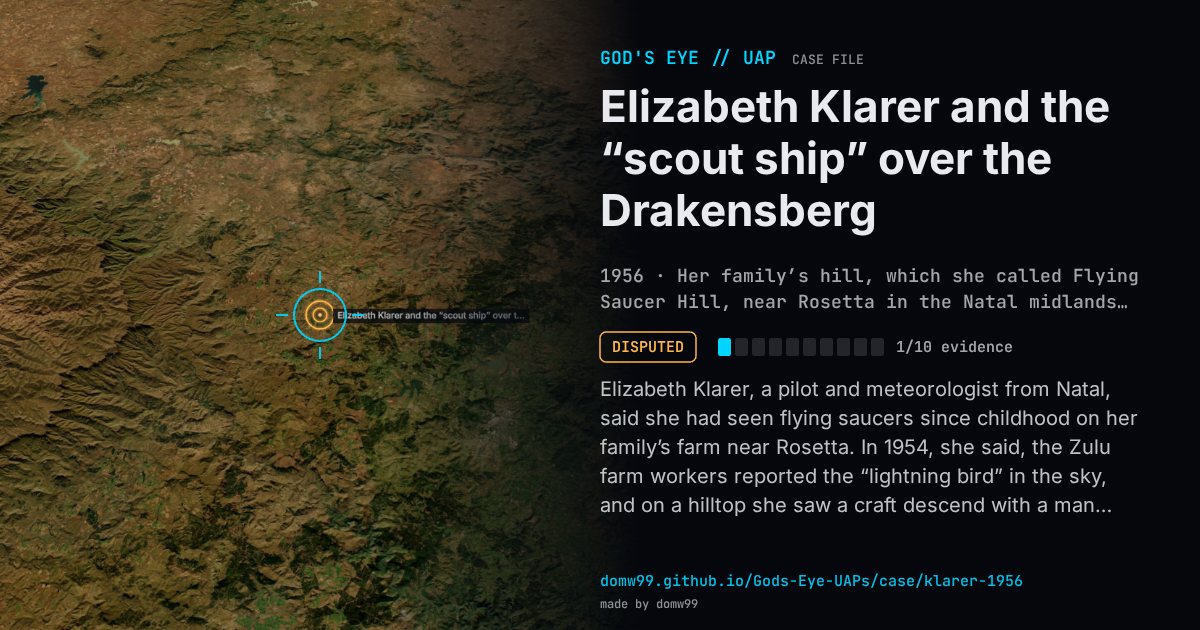 GOD'S EYE // UAP CASE FILE
Elizabeth Klarer and the
“scout ship” over the
Drakensberg
1956 · Her family’s hill, which she called Flying
Saucer Hill, near Rosetta in the Natal midlands…
DISPUTED 1/10 evidence
Elizabeth Klarer and the “scout ship” over t...
Elizabeth Klarer, a pilot and meteorologist from Natal,
said she had seen flying saucers since childhood on her
family’s farm near Rosetta. In 1954, she said, the Zulu
farm workers reported the “lightning bird” in the sky,
and on a hilltop she saw a craft descend with a man…
domw99.github.io/Gods-Eye-UAPs/case/klarer-1956
made by domw99